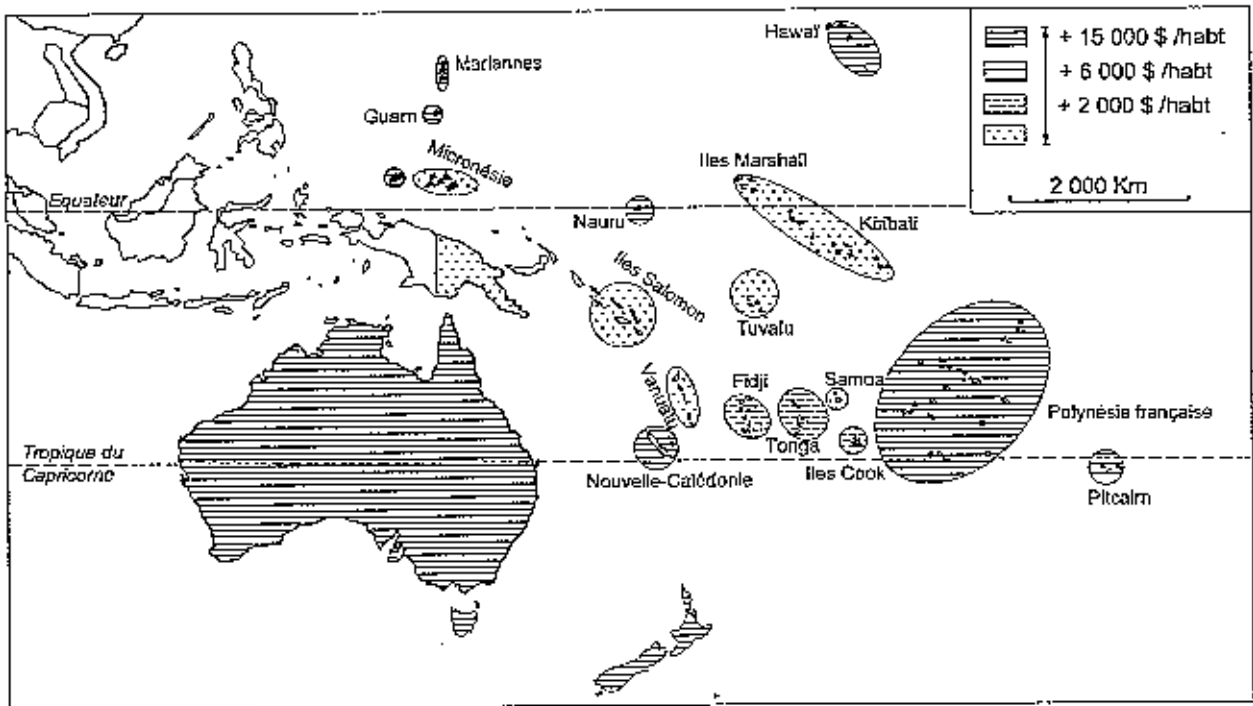 Hawaï
+ 15 000 $ /habt
+ 6 000 $ /habt
+ 2 000 $ /habt
2 000 Km
Mariannes
Guam
Micronésie
Iles Marshall
Equateur
Nauru
Kiribati
Iles Salomon
Tuvalu
Vanuatu
Fidji
Samoa
Polynésie française
Tonga
Tropique du
Capricorne
Nouvelle-Calédonie
Iles Cook
Pitcairn